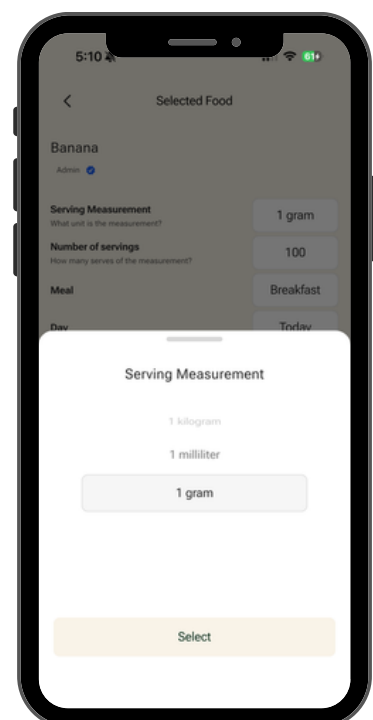 5:10
61
Selected Food
Banana
Admin
Serving Measurement
What unit is the measurement?
1 gram
Number of servings
How many serves of the measurement?
100
Meal
Breakfast
Day
Today
Serving Measurement
1 kilogram
1 milliliter
1 gram
Select